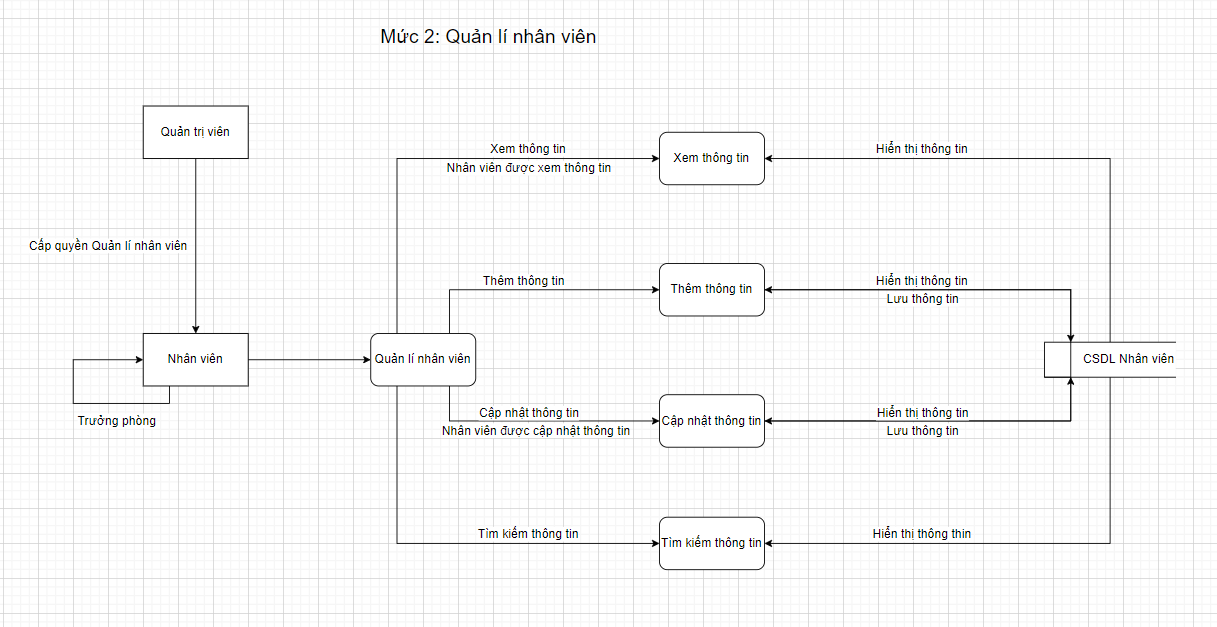 Mức 2: Quản lí nhân viên
Quản trị viên
Xem thông tin
Nhân viên được xem thông tin
Xem thông tin
Hiển thị thông tin
Cấp quyền Quản lí nhân viên
Thêm thông tin
Thêm thông tin
Hiển thị thông tin
Lưu thông tin
Nhân viên
Quản lí nhân viên
CSDL Nhân viên
Trưởng phòng
Cập nhật thông tin
Nhân viên được cập nhật thông tin
Cập nhật thông tin
Hiển thị thông tin
Lưu thông tin
Tìm kiếm thông tin
Tìm kiếm thông tin
Hiển thị thông thin